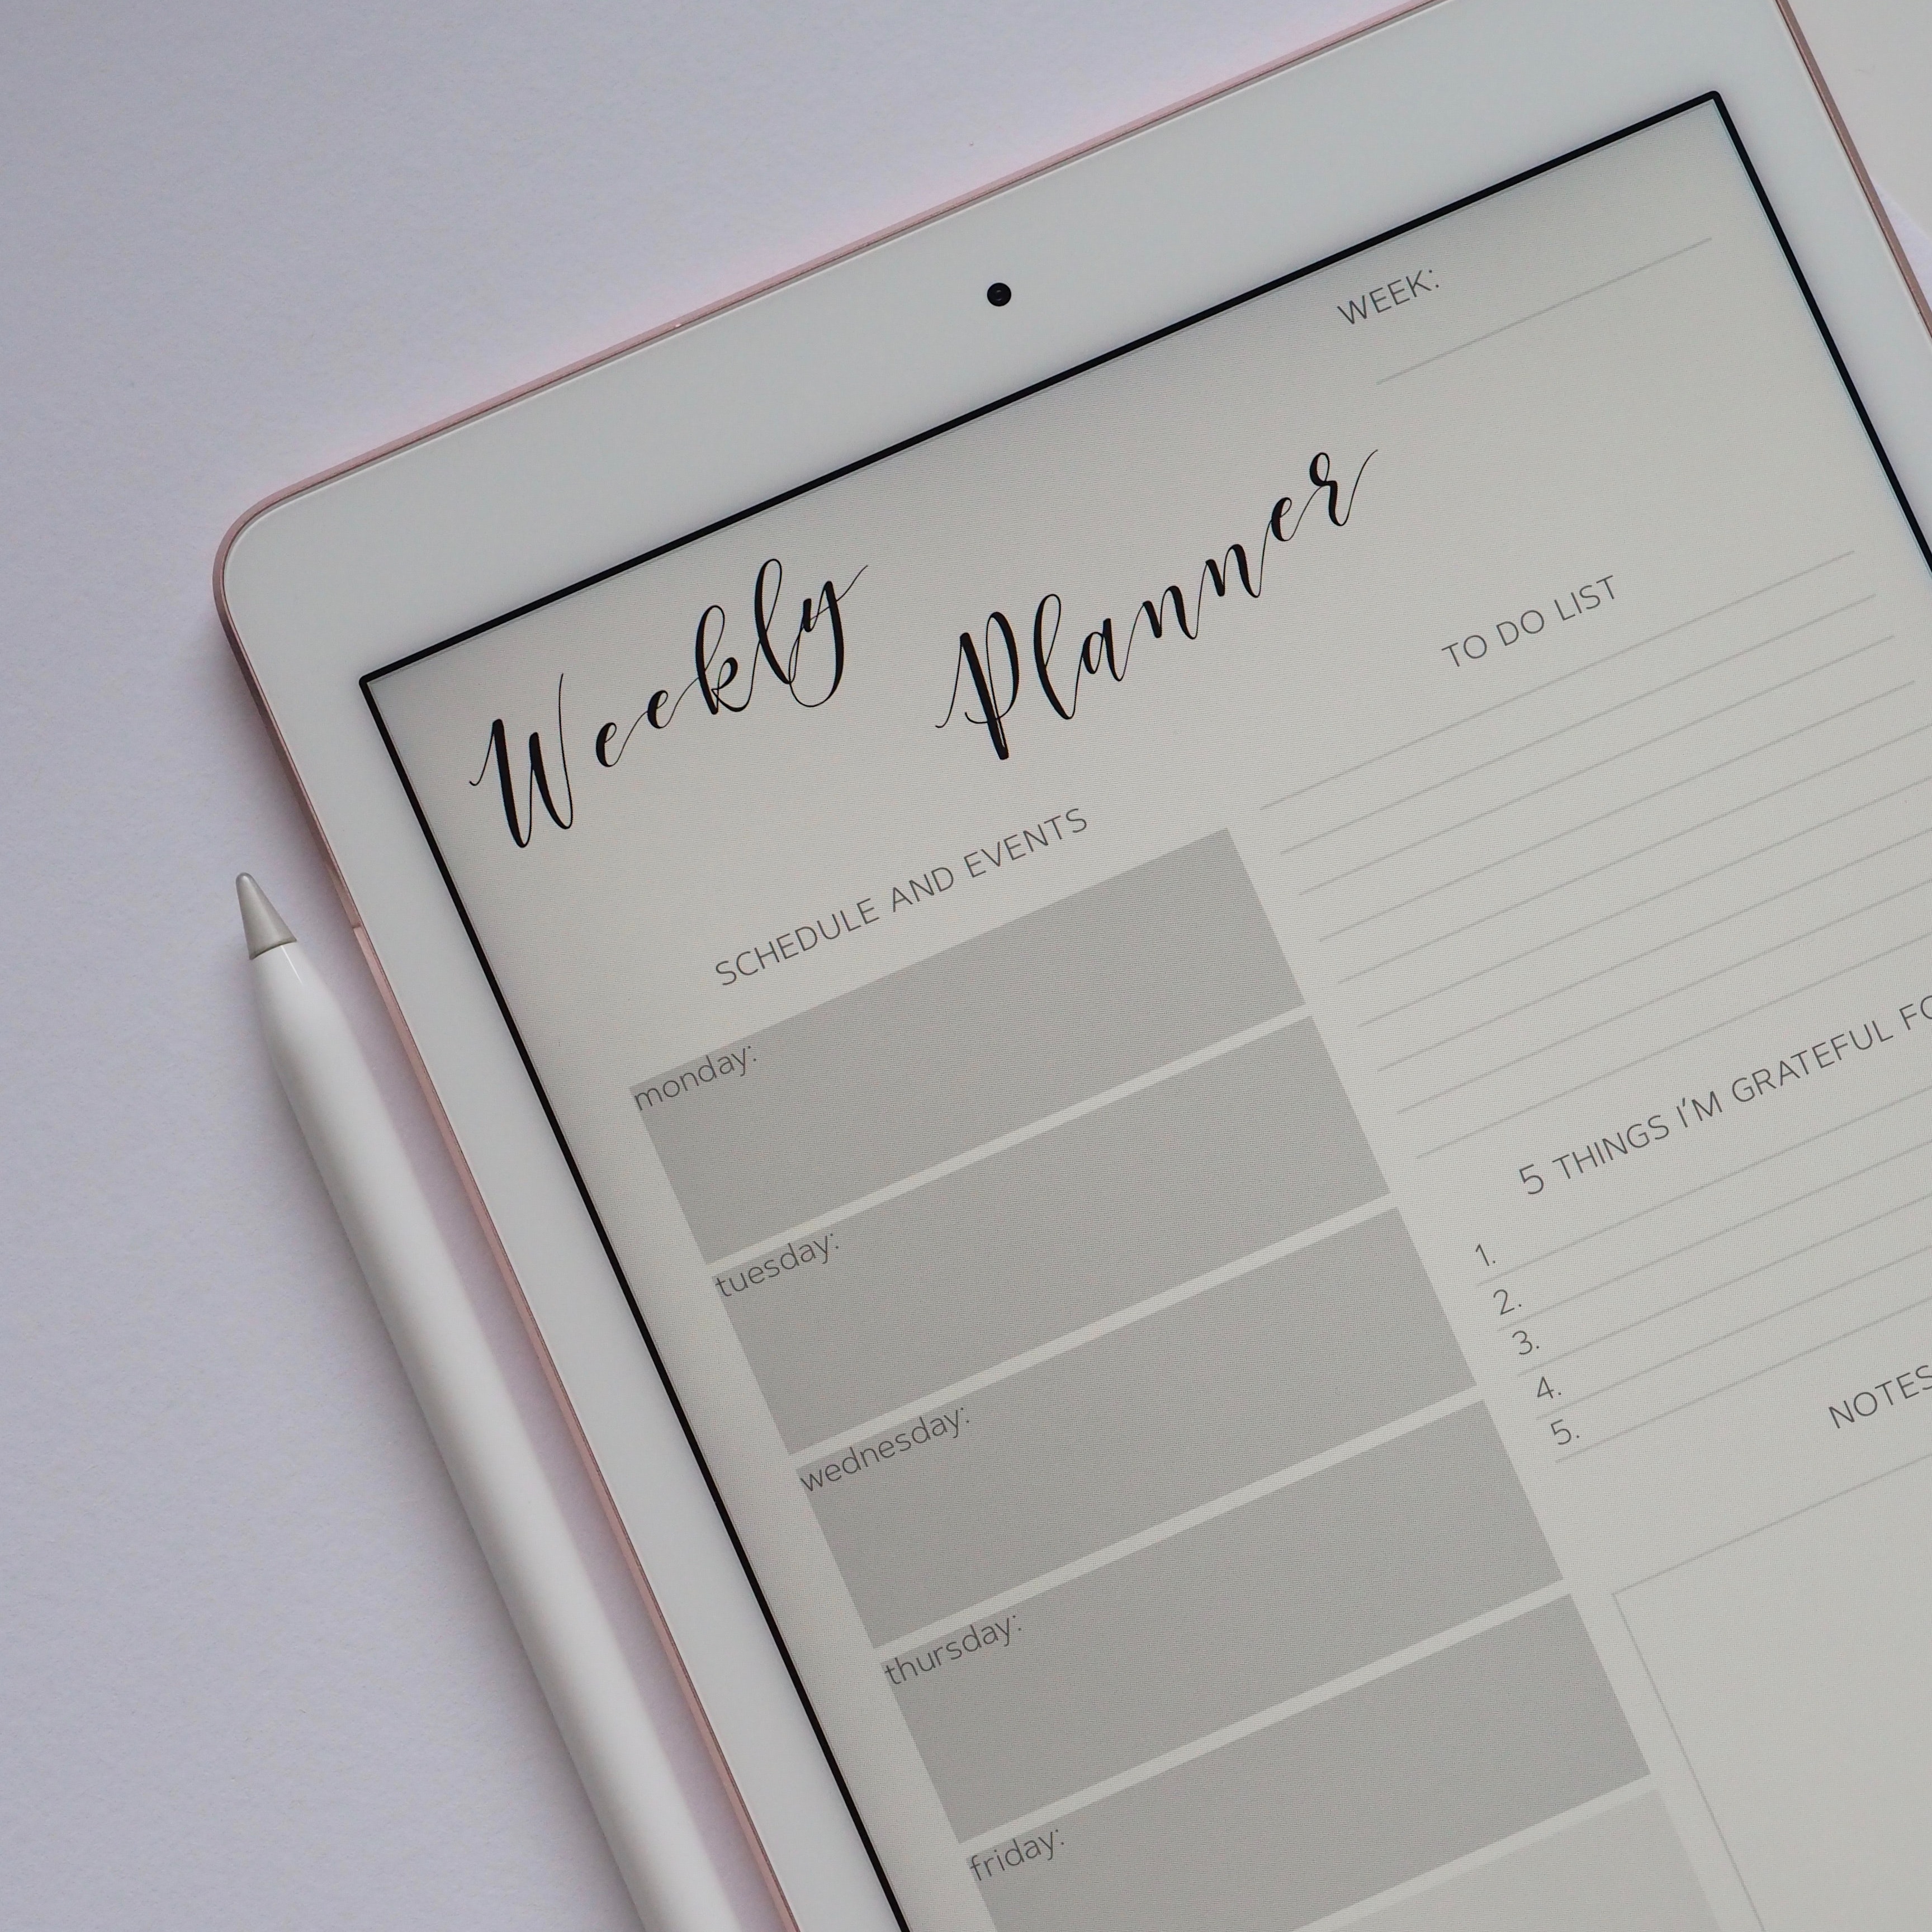 WEEK:
Weekly Planner
SCHEDULE AND EVENTS
monday:
tuesday:
wednesday:
thursday:
friday:
TO DO LIST
5 THINGS I'M GRATEFUL
1.
2.
3.
4.
5.
NOTES